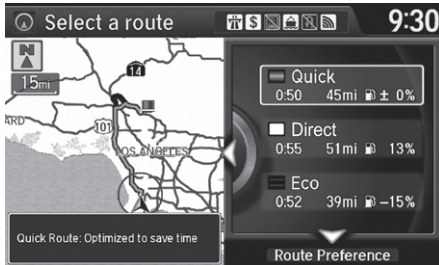 Select a route
$
9:30
N
15mi
14
101
LOS ANGELES
Quick
0:50 45mi ± 0%
Direct
0:55 51mi 13%
Eco
0:52 39mi –15%
Quick Route: Optimized to save time
Route Preference